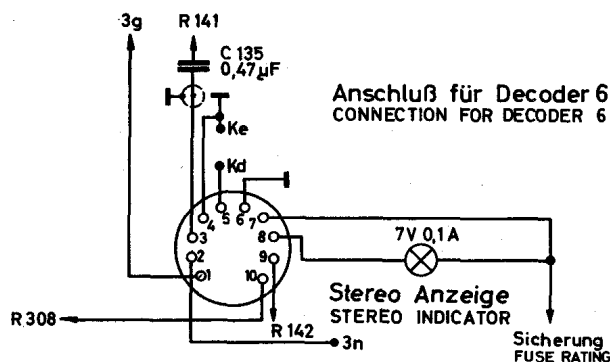 3g
R 141
C 135
0,47µF
Anschluß für Decoder 6
CONNECTION FOR DECODER 6
Ke
Kd
4
5
6
7
3
8
7V 0,1 A
2
9
1
10
Stereo Anzeige
STEREO INDICATOR
R 308
R 142
3n
Sicherung
FUSE RATING